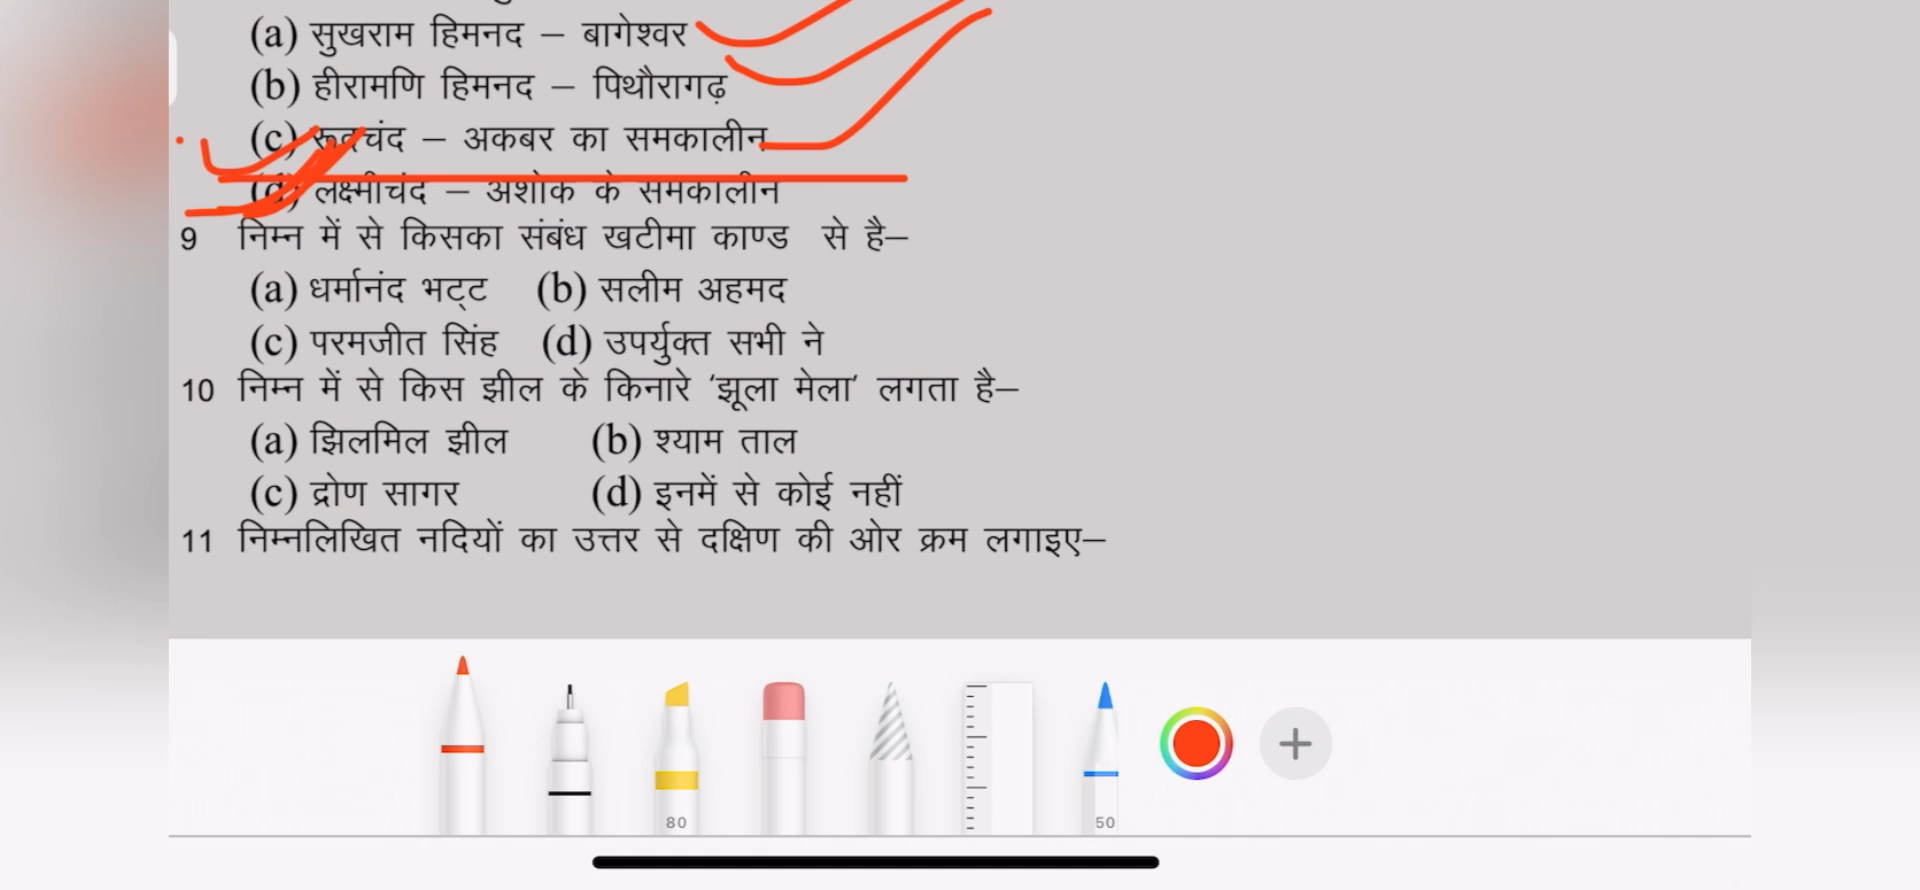 (a) सुखराम हिमनद – बागेश्वर
(b) हीरामणि हिमनद – पिथौरागढ़
(c) रूद्रचंद – अकबर का समकालीन
(d) लक्ष्मीचंद – अशोक के समकालीन
9 निम्न में से किसका संबंध खटीमा काण्ड से है–
(a) धर्मानंद भट्ट (b) सलीम अहमद
(c) परमजीत सिंह (d) उपर्युक्त सभी ने
10 निम्न में से किस झील के किनारे ‘झूला मेला’ लगता है–
(a) झिलमिल झील (b) श्याम ताल
(c) द्रोण सागर (d) इनमें से कोई नहीं
11 निम्नलिखित नदियों का उत्तर से दक्षिण की ओर क्रम लगाइए–
80 50